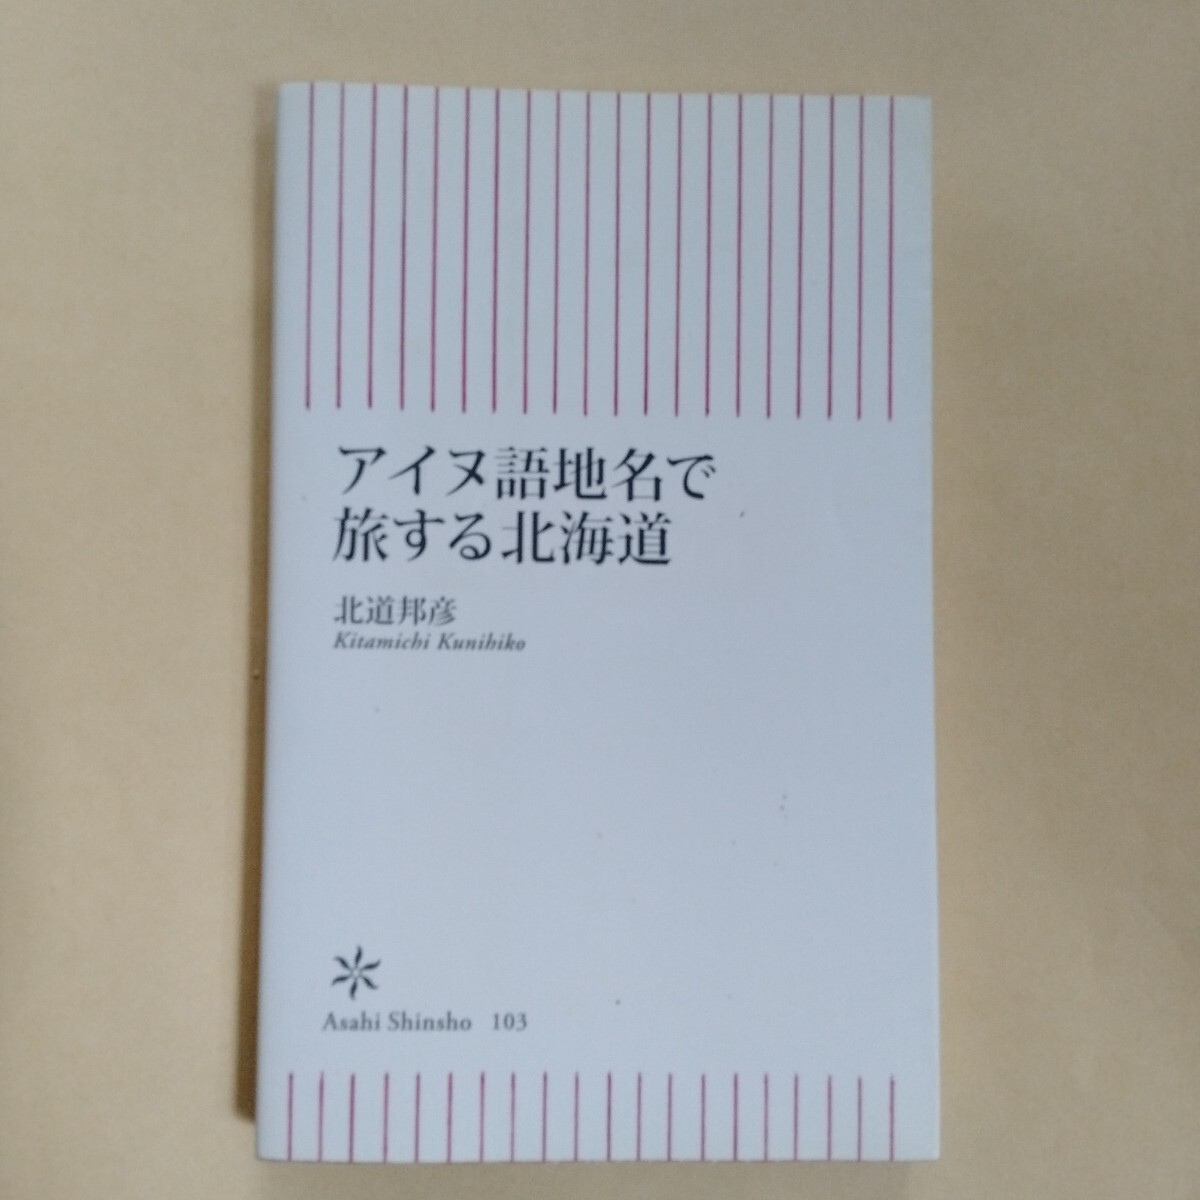 アイヌ語地名で
旅する北海道
北道邦彦
Kitamichi Kunihiko
Asahi Shinsho 103